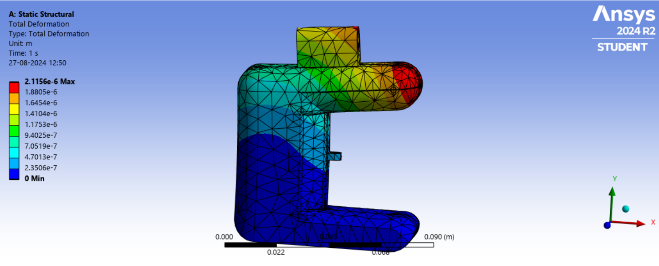 A: Static Structural
Total Deformation
Type: Total Deformation
Unit: m
Time: 1 s
27-08-2024 12:50
2.1156e-6 Max
1.8805e-6
1.6454e-6
1.4104e-6
1.1753e-6
9.4025e-7
7.0519e-7
4.7013e-7
2.3506e-7
0 Min
Ansys
2024 R2
STUDENT
0.000
0.090 (m)
0.022
0.068
Y
X